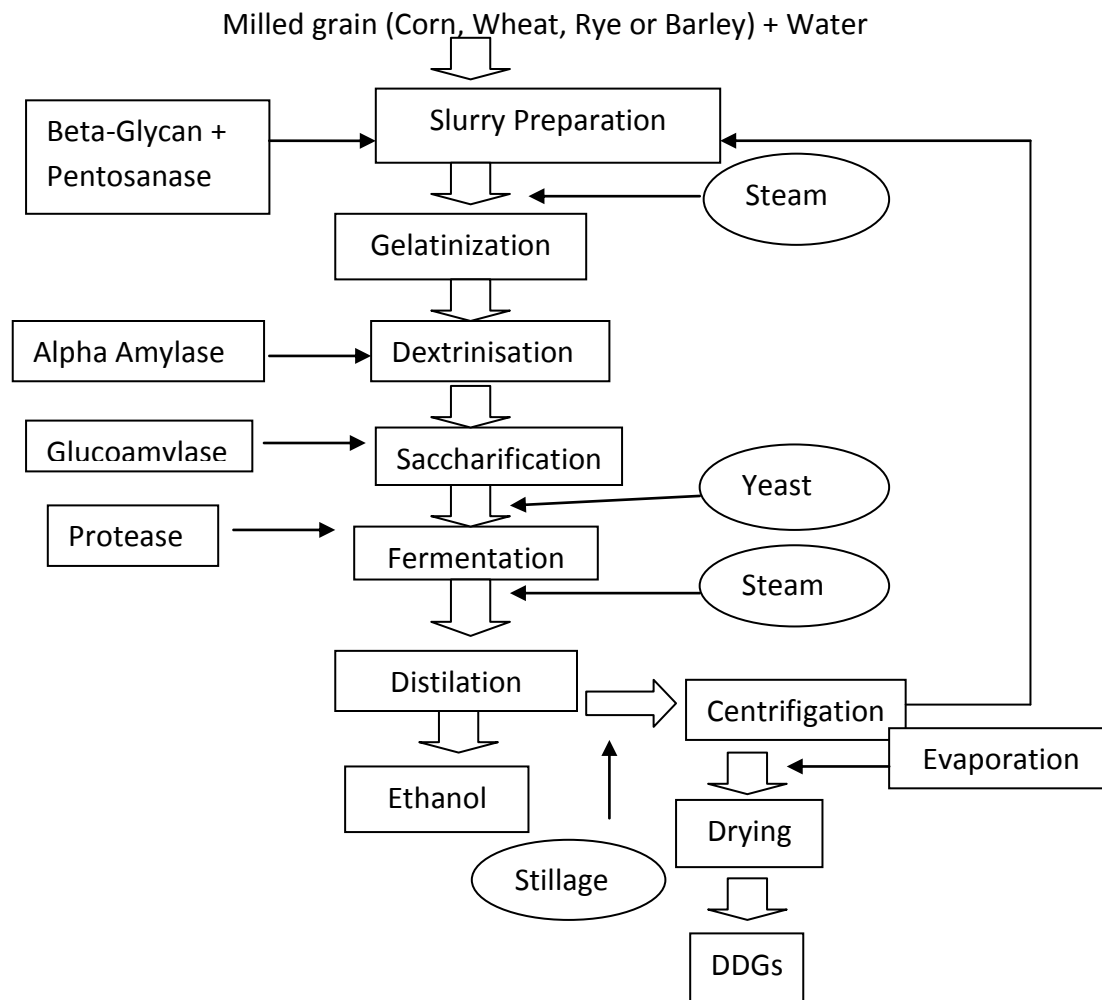 Milled grain (Corn, Wheat, Rye or Barley) + Water
Slurry Preparation
Beta-Glycan +
Pentosanase
Steam
Gelatinization
Alpha Amylase
Dextrinisation
Glucoamylase
Saccharification
Yeast
Protease
Fermentation
Steam
Distilation
Centrifigation
Evaporation
Ethanol
Drying
Stillage
DDGs